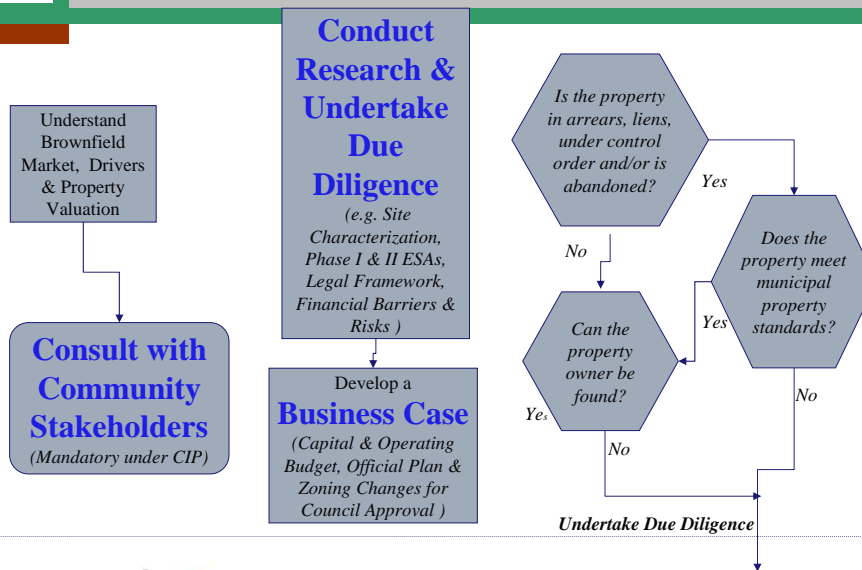 Understand
Brownfield
Market, Drivers
& Property
Valuation
Consult with
Community
Stakeholders
(Mandatory under CIP)
Conduct
Research &
Undertake
Due
Diligence
(e.g. Site
Characterization,
Phase I & II ESAs,
Legal Framework,
Financial Barriers &
Risks )
Develop a
Business Case
(Capital & Operating
Budget, Official Plan &
Zoning Changes for
Council Approval )
Is the property
in arrears, liens,
under control
order and/or is
abandoned?
Yes
No
Does the
property meet
municipal
property
standards?
Yes
No
Can the
property
owner be
found?
Yes
No
Undertake Due Diligence